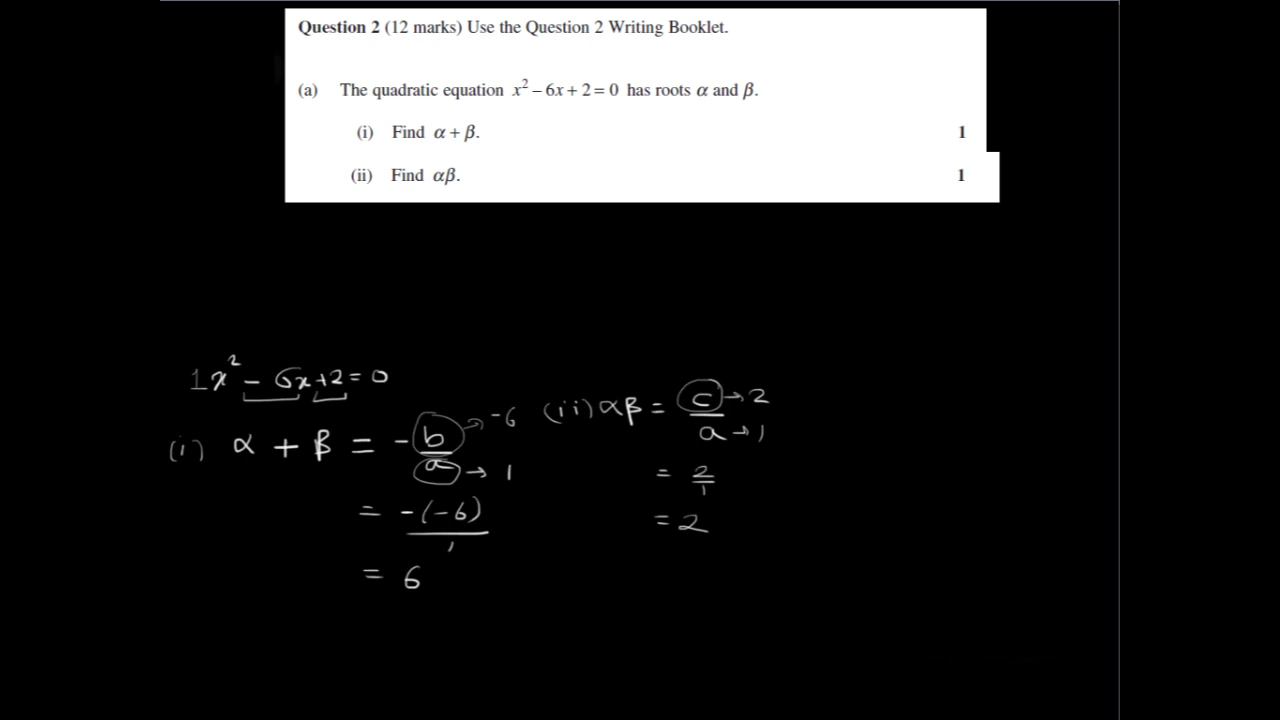 Question 2 (12 marks) Use the Question 2 Writing Booklet.
(a) The quadratic equation x² – 6x + 2 = 0 has roots α and β.
(i) Find α + β. 1
(ii) Find αβ. 1
1x² - 6x + 2 = 0
(i) α + β = - b/a
b → -6
a → 1
= -(-6)/1
= 6
(ii) αβ = c/a
c → 2
a → 1
= 2/1
= 2